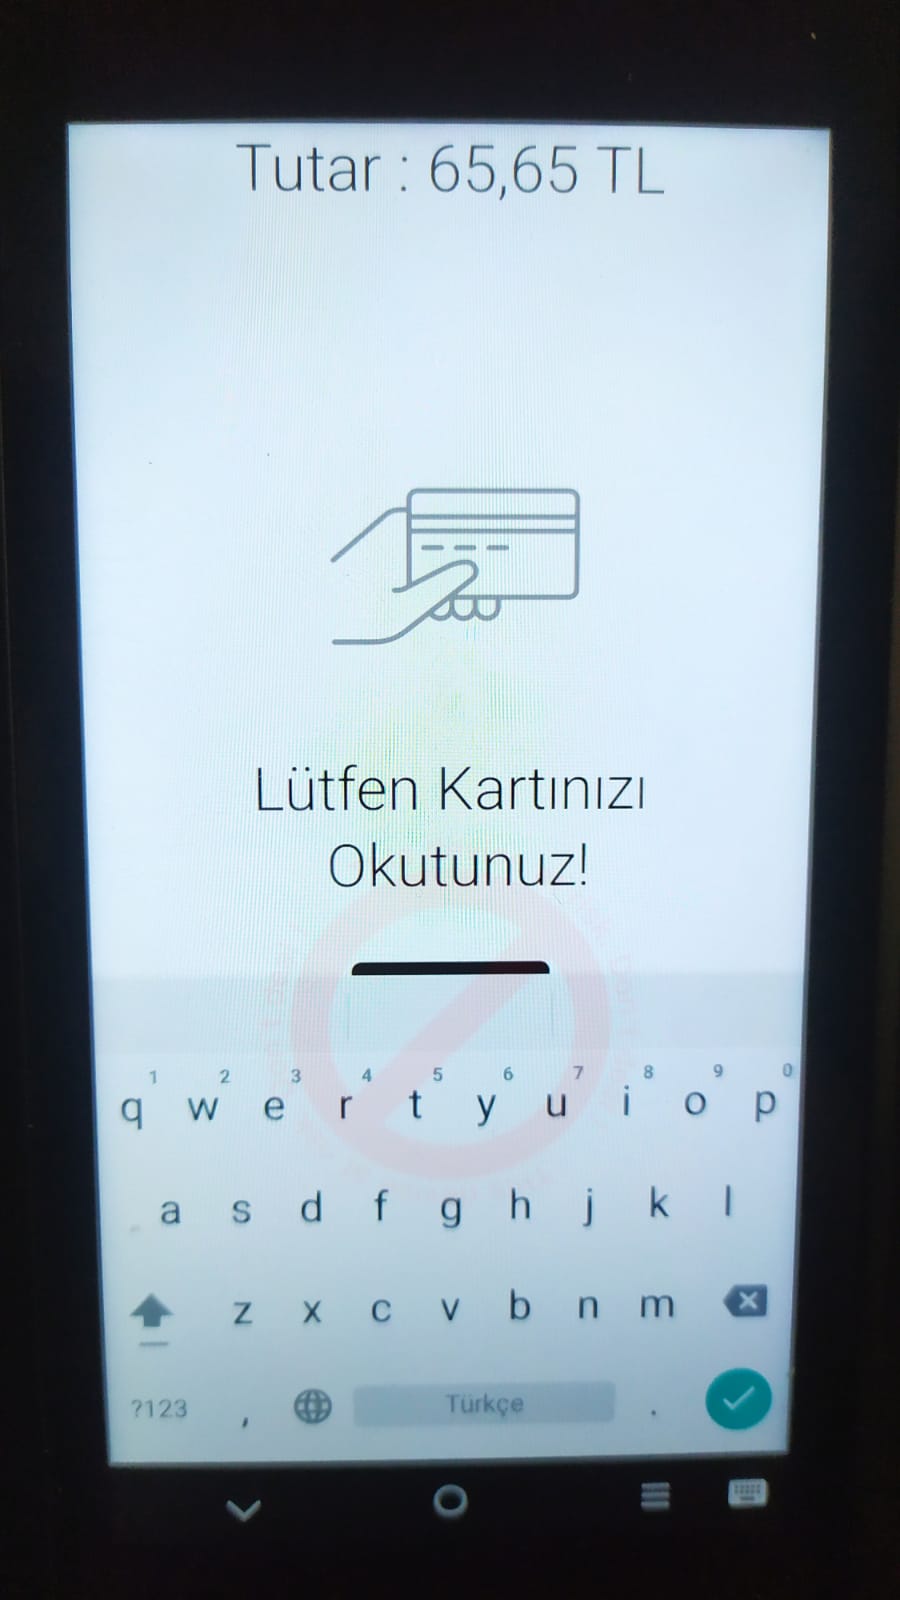 Tutar : 65,65 TL
Lütfen Kartınızı
Okutunuz!
1 2 3 4 5 6 7 8 9 0
q w e r t y u i o p
a s d f g h j k l
z x c v b n m
?123 , Türkçe .